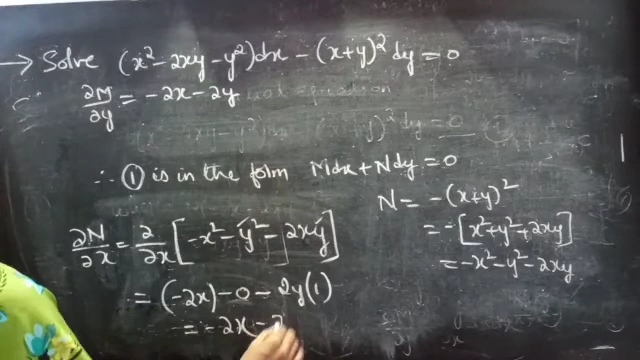 → Solve (x² - 2xy - y²)dx - (x+y)² dy = 0
∂M/∂y = -2x - 2y
∴ ① is in the form Mdx + Ndy = 0
N = -(x+y)²
= -[x² + y² + 2xy]
= -x² - y² - 2xy
∂N/∂x = ∂/∂x [-x² - y² - 2xy]
= (-2x) - 0 - 2y(1)
= -2x - 2